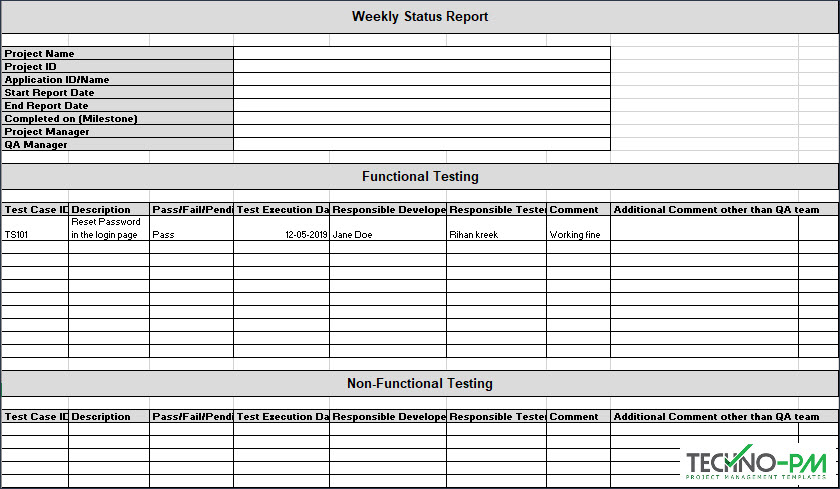 Weekly Status Report
Project Name
Project ID
Application ID/Name
Start Report Date
End Report Date
Completed on (Milestone)
Project Manager
QA Manager
Functional Testing
Test Case ID Description Pass/Fail/Pendi Test Execution Da Responsible Develope Responsible Tester Comment Additional Comment other than QA team
TS101 Reset Password in the login page Pass 12-05-2019 Jane Doe Rihan kreek Working fine
Non-Functional Testing
Test Case ID Description Pass/Fail/Pendi Test Execution Da Responsible Develope Responsible Tester Comment Additional Comment other than QA team
TECHNO-PM
PROJECT MANAGEMENT TEMPLATES